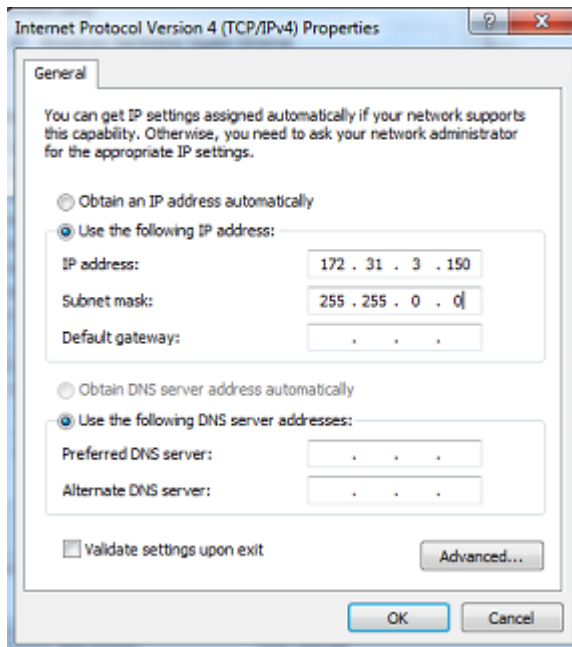 Internet Protocol Version 4 (TCP/IPv4) Properties
General
You can get IP settings assigned automatically if your network supports
this capability. Otherwise, you need to ask your network administrator
for the appropriate IP settings.
Obtain an IP address automatically
Use the following IP address:
IP address: 172 . 31 . 3 . 150
Subnet mask: 255 . 255 . 0 . 0
Default gateway: . . .
Obtain DNS server address automatically
Use the following DNS server addresses:
Preferred DNS server: . . .
Alternate DNS server: . . .
Validate settings upon exit
Advanced...
OK Cancel